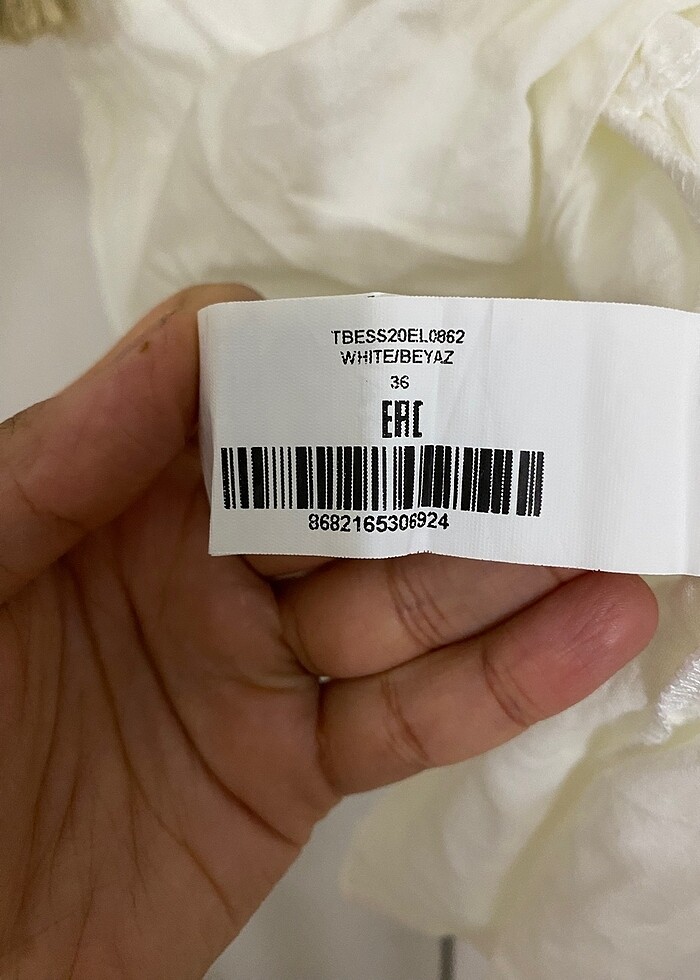 TBESS20EL0862
WHITE/BEYAZ
36
EAC
8682165306924